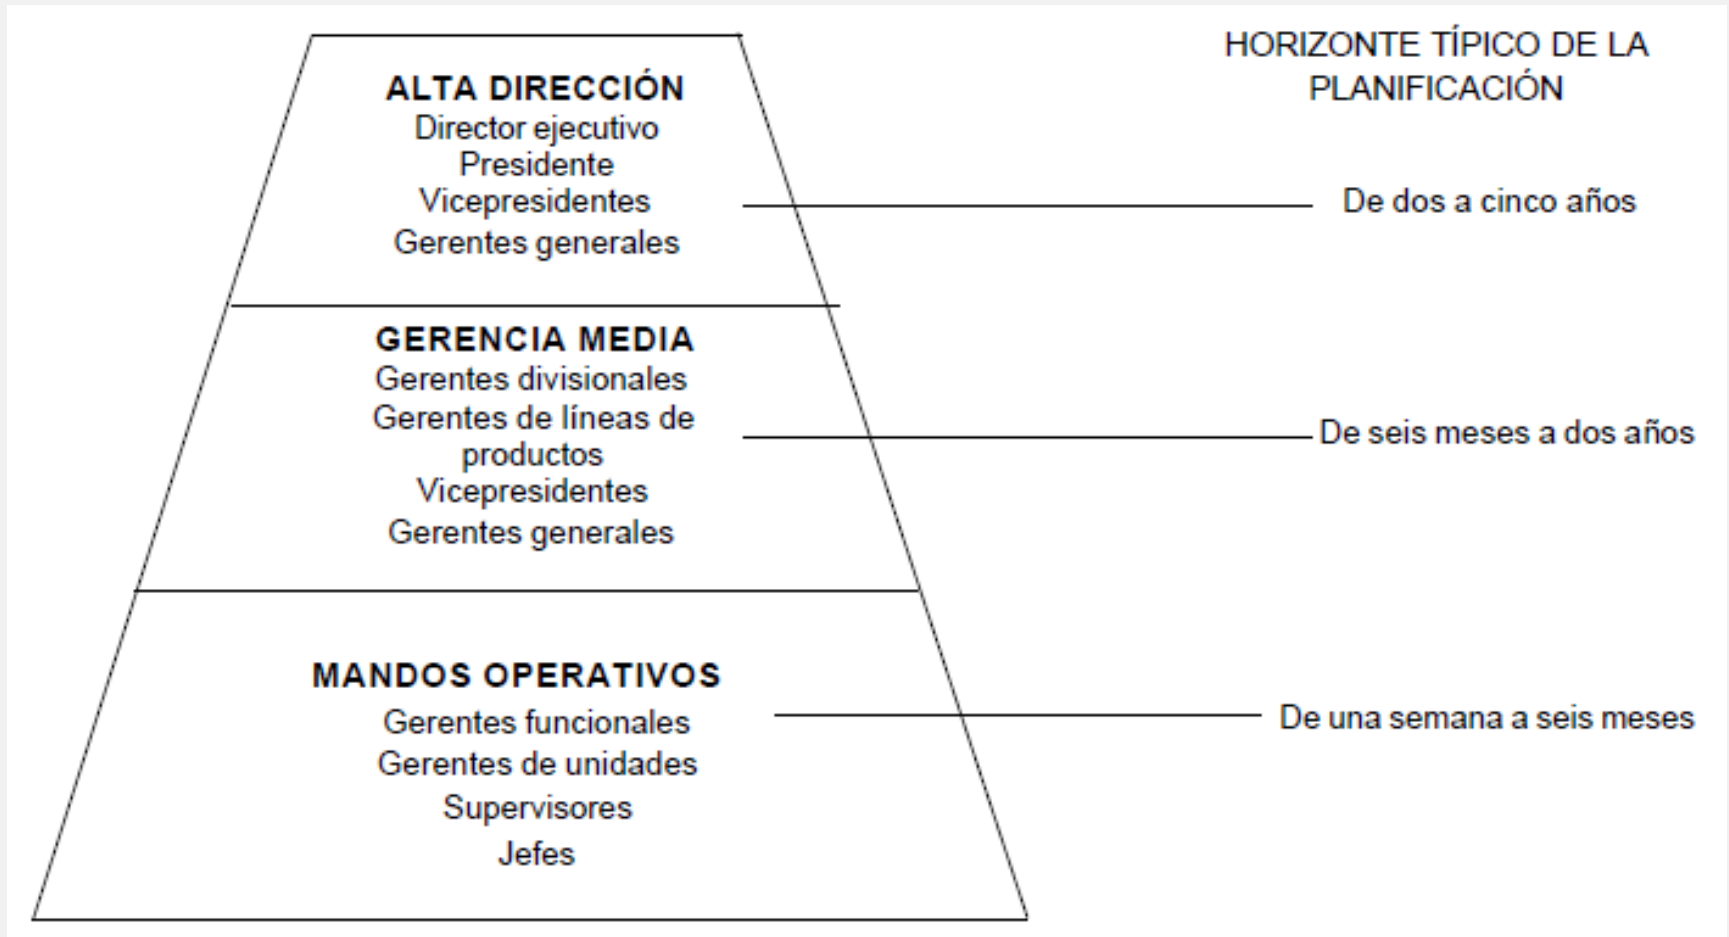 HORIZONTE TÍPICO DE LA
PLANIFICACIÓN
ALTA DIRECCIÓN
Director ejecutivo
Presidente
Vicepresidentes
Gerentes generales
De dos a cinco años
GERENCIA MEDIA
Gerentes divisionales
Gerentes de líneas de
productos
Vicepresidentes
Gerentes generales
De seis meses a dos años
MANDOS OPERATIVOS
Gerentes funcionales
Gerentes de unidades
Supervisores
Jefes
De una semana a seis meses